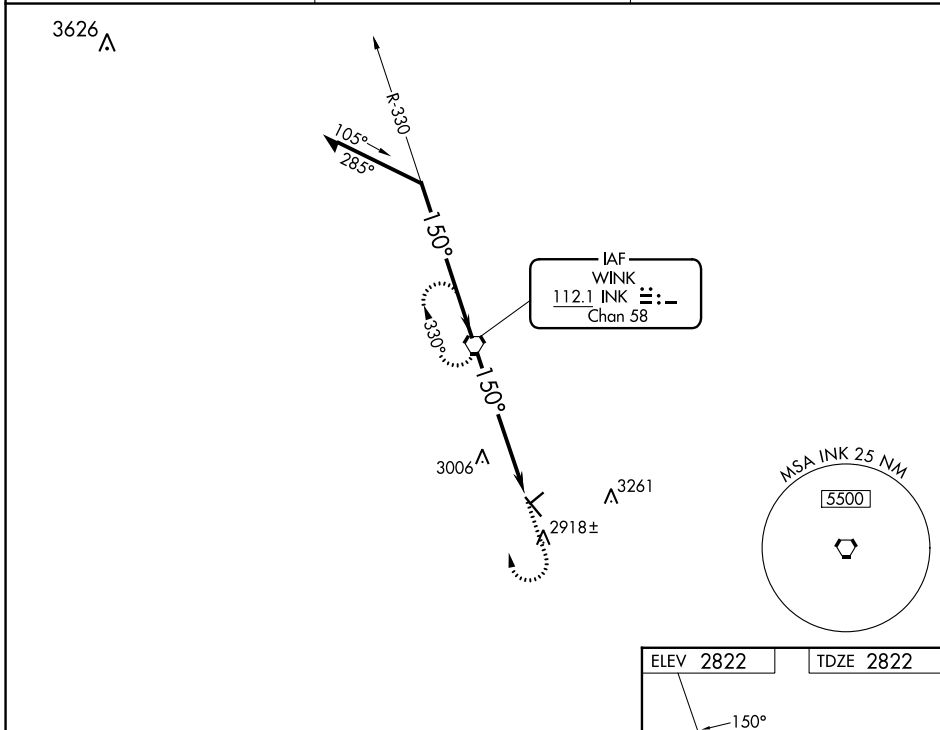 3626
R-330
105°
285°
150°
IAF
WINK
112.1 INK
Chan 58
330°
150°
3006
3261
2918±
MSA INK 25 NM
5500
ELEV 2822
TDZE 2822
150°